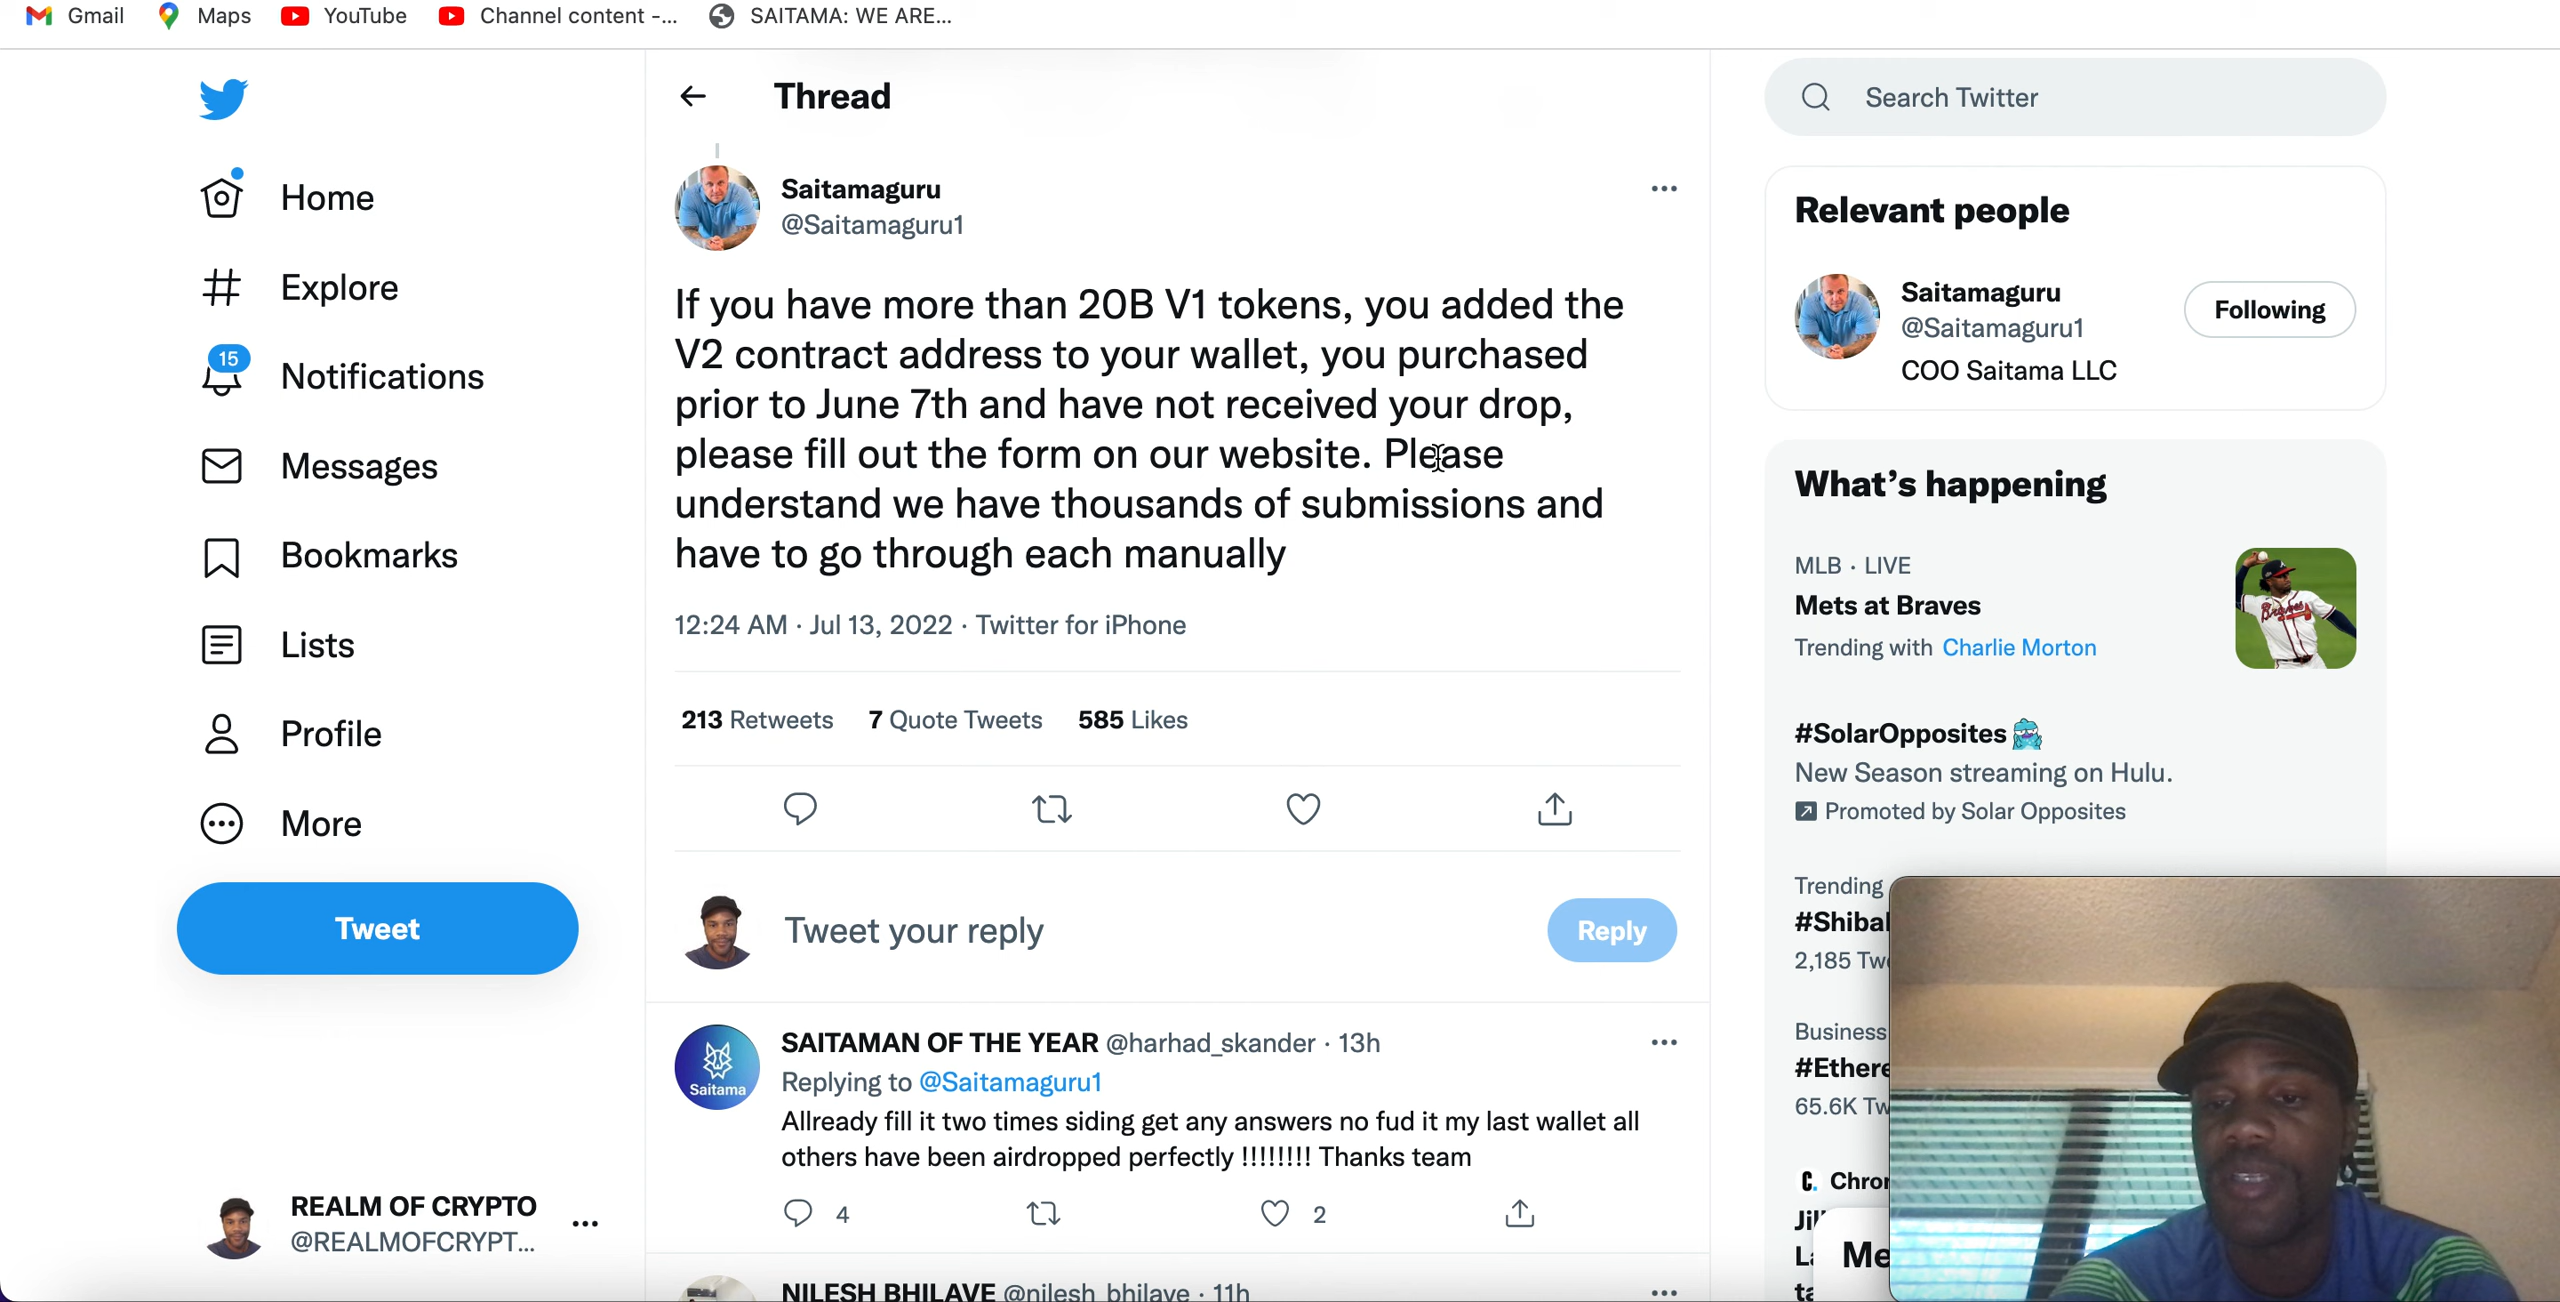 Gmail
Maps
YouTube
Channel content -...
SAITAMA: WE ARE...
Home
Explore
15
Notifications
Messages
Bookmarks
Lists
Profile
More
Tweet
REALM OF CRYPTO
@REALMOFCRYPT...
Thread
Saitamaguru
@Saitamaguru1
If you have more than 20B V1 tokens, you added the
V2 contract address to your wallet, you purchased
prior to June 7th and have not received your drop,
please fill out the form on our website. Please
understand we have thousands of submissions and
have to go through each manually
12:24 AM · Jul 13, 2022 · Twitter for iPhone
213 Retweets 7 Quote Tweets 585 Likes
Tweet your reply
Reply
SAITAMAN OF THE YEAR @harhad_skander · 13h
Replying to @Saitamaguru1
Saitama
Allready fill it two times siding get any answers no fud it my last wallet all
others have been airdropped perfectly !!!!!!!! Thanks team
4
2
NILESH BHILAVE @nilesh_bhilave · 11h
Search Twitter
Relevant people
Saitamaguru
@Saitamaguru1
Following
COO Saitama LLC
What's happening
MLB · LIVE
Mets at Braves
Trending with Charlie Morton
Braves
#SolarOpposites
New Season streaming on Hulu.
Promoted by Solar Opposites
Trending
2,185
Business
65.6K